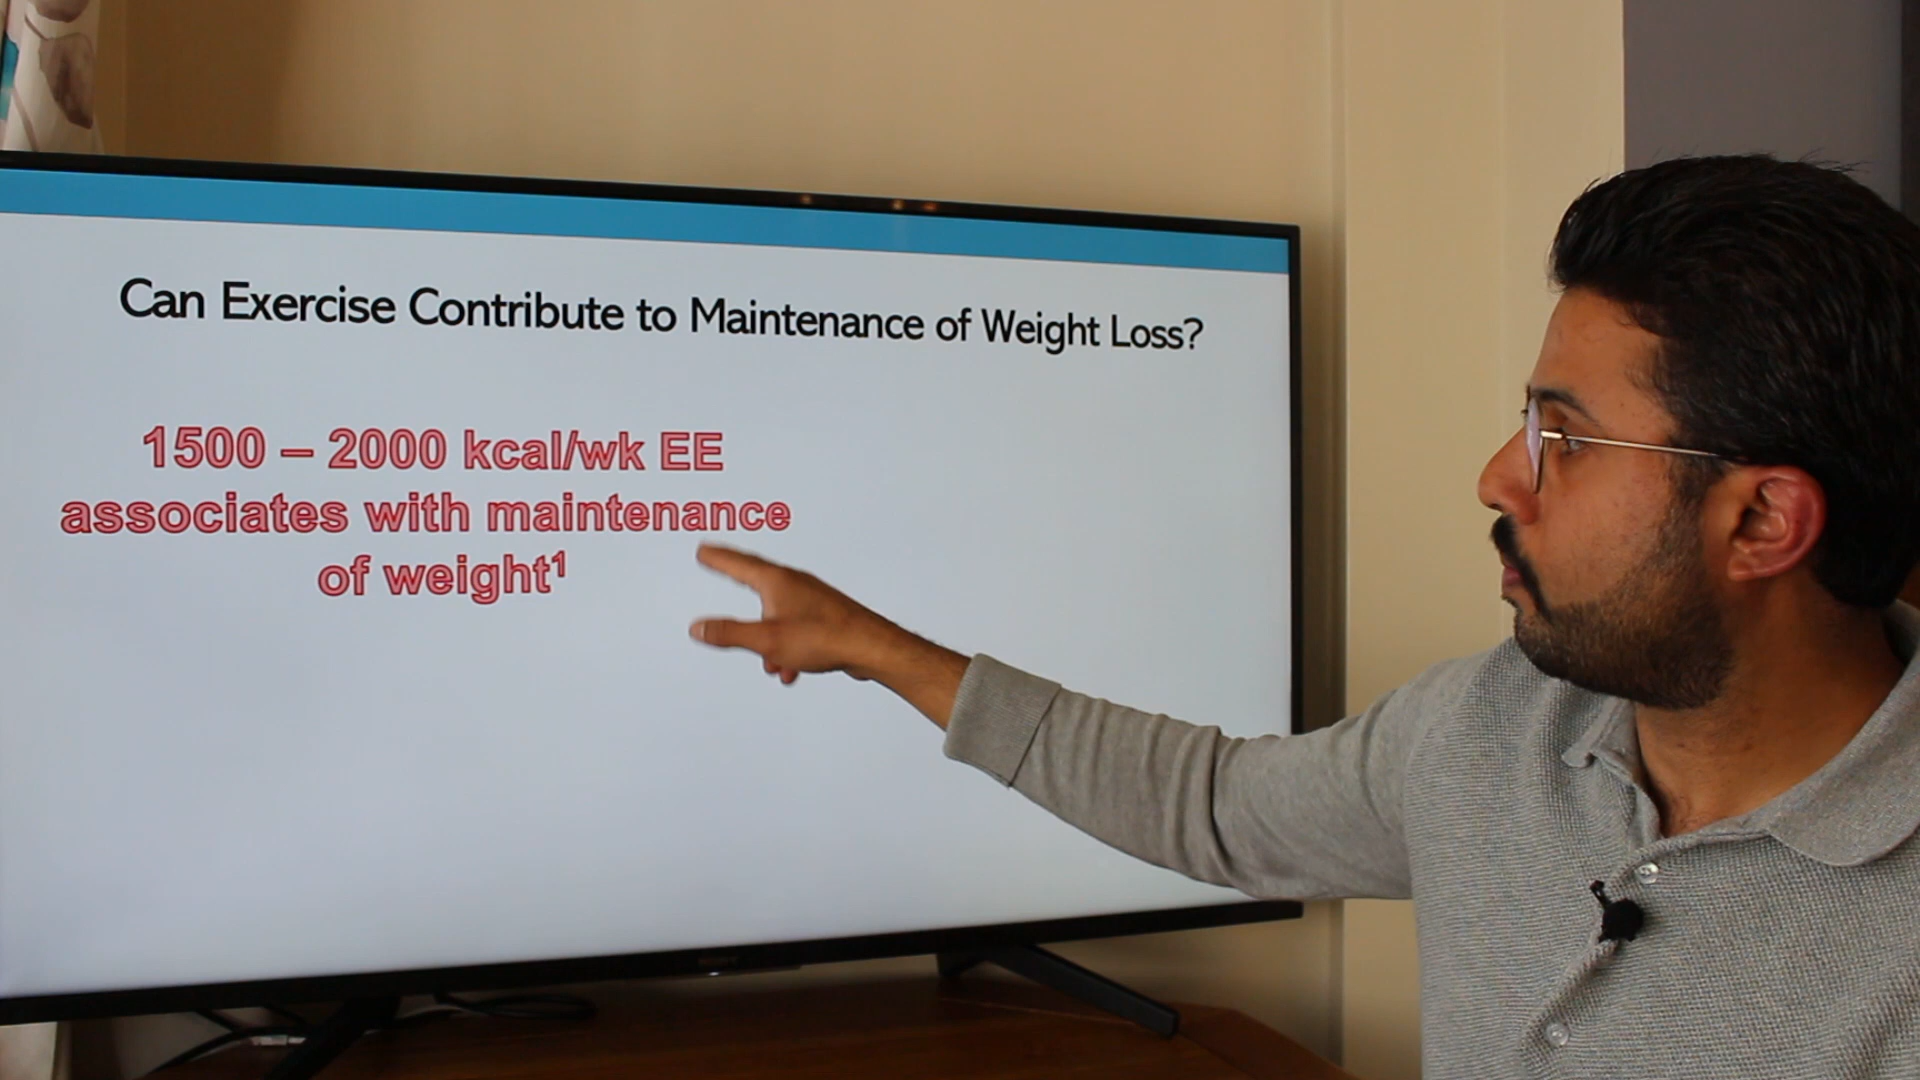 Can Exercise Contribute to Maintenance of Weight Loss?
1500 – 2000 kcal/wk EE
associates with maintenance
of weight¹